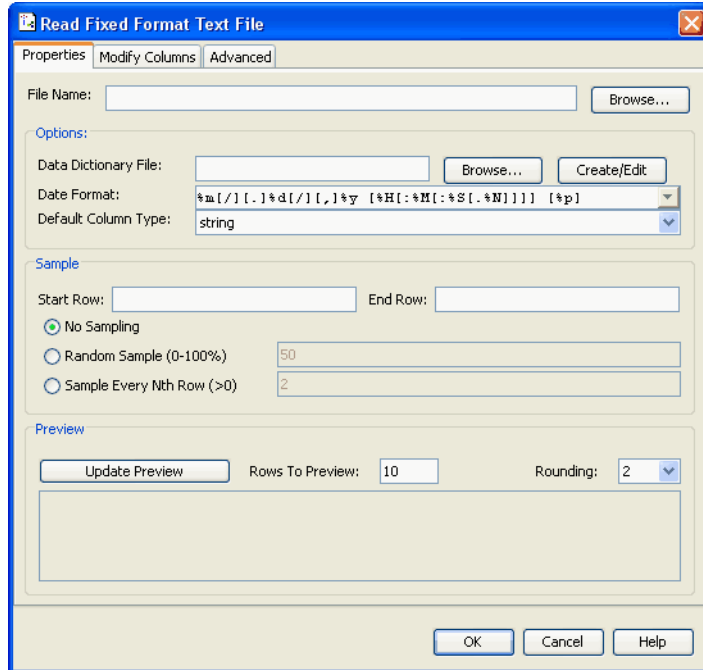 Read Fixed Format Text File
Properties Modify Columns Advanced
File Name: Browse...
Options:
Data Dictionary File: Browse... Create/Edit
Date Format: %m[/][.]%d[/][,]%y [%H[:%M[:%S[.%N]]]] [%p]
Default Column Type: string
Sample
Start Row: End Row:
No Sampling
Random Sample (0-100%) 50
Sample Every Nth Row (>0) 2
Preview
Update Preview Rows To Preview: 10 Rounding: 2
OK Cancel Help